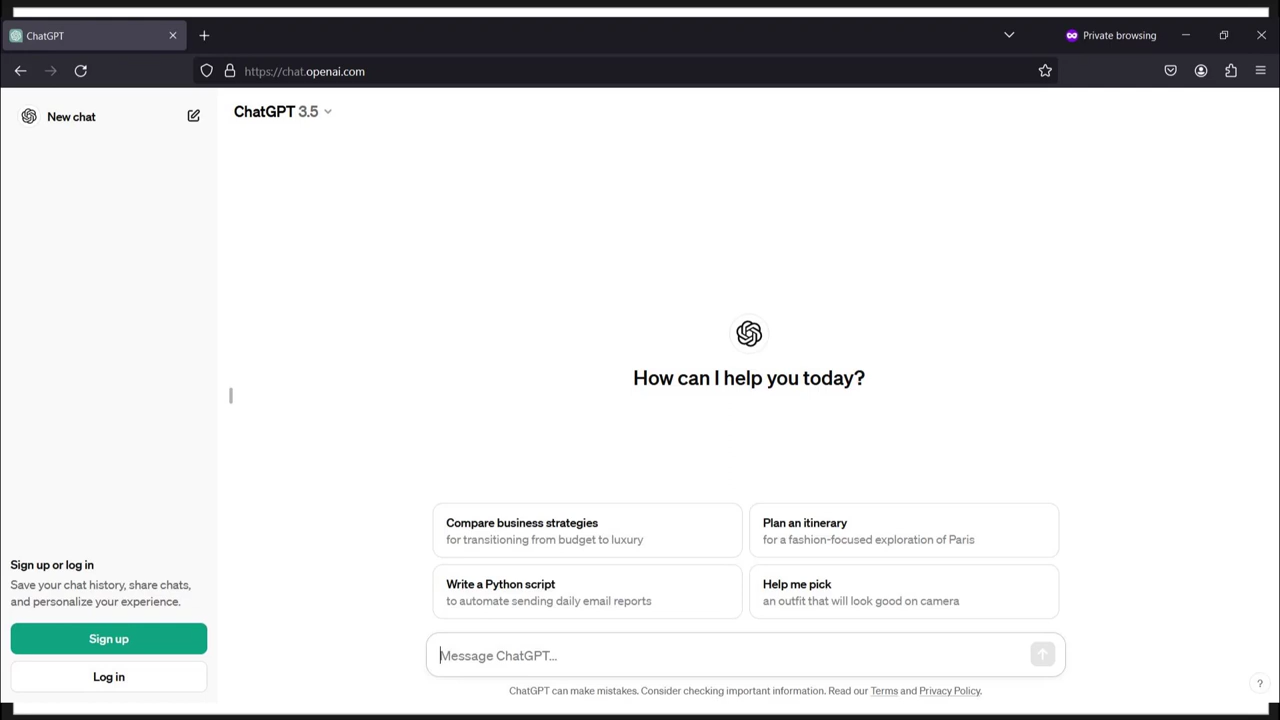 ChatGPT
Private browsing
https://chat.openai.com
New chat
ChatGPT 3.5
How can I help you today?
Compare business strategies
for transitioning from budget to luxury
Plan an itinerary
for a fashion-focused exploration of Paris
Write a Python script
to automate sending daily email reports
Help me pick
an outfit that will look good on camera
Sign up or log in
Save your chat history, share chats,
and personalize your experience.
Sign up
Log in
Message ChatGPT...
ChatGPT can make mistakes. Consider checking important information. Read our Terms and Privacy Policy.
?